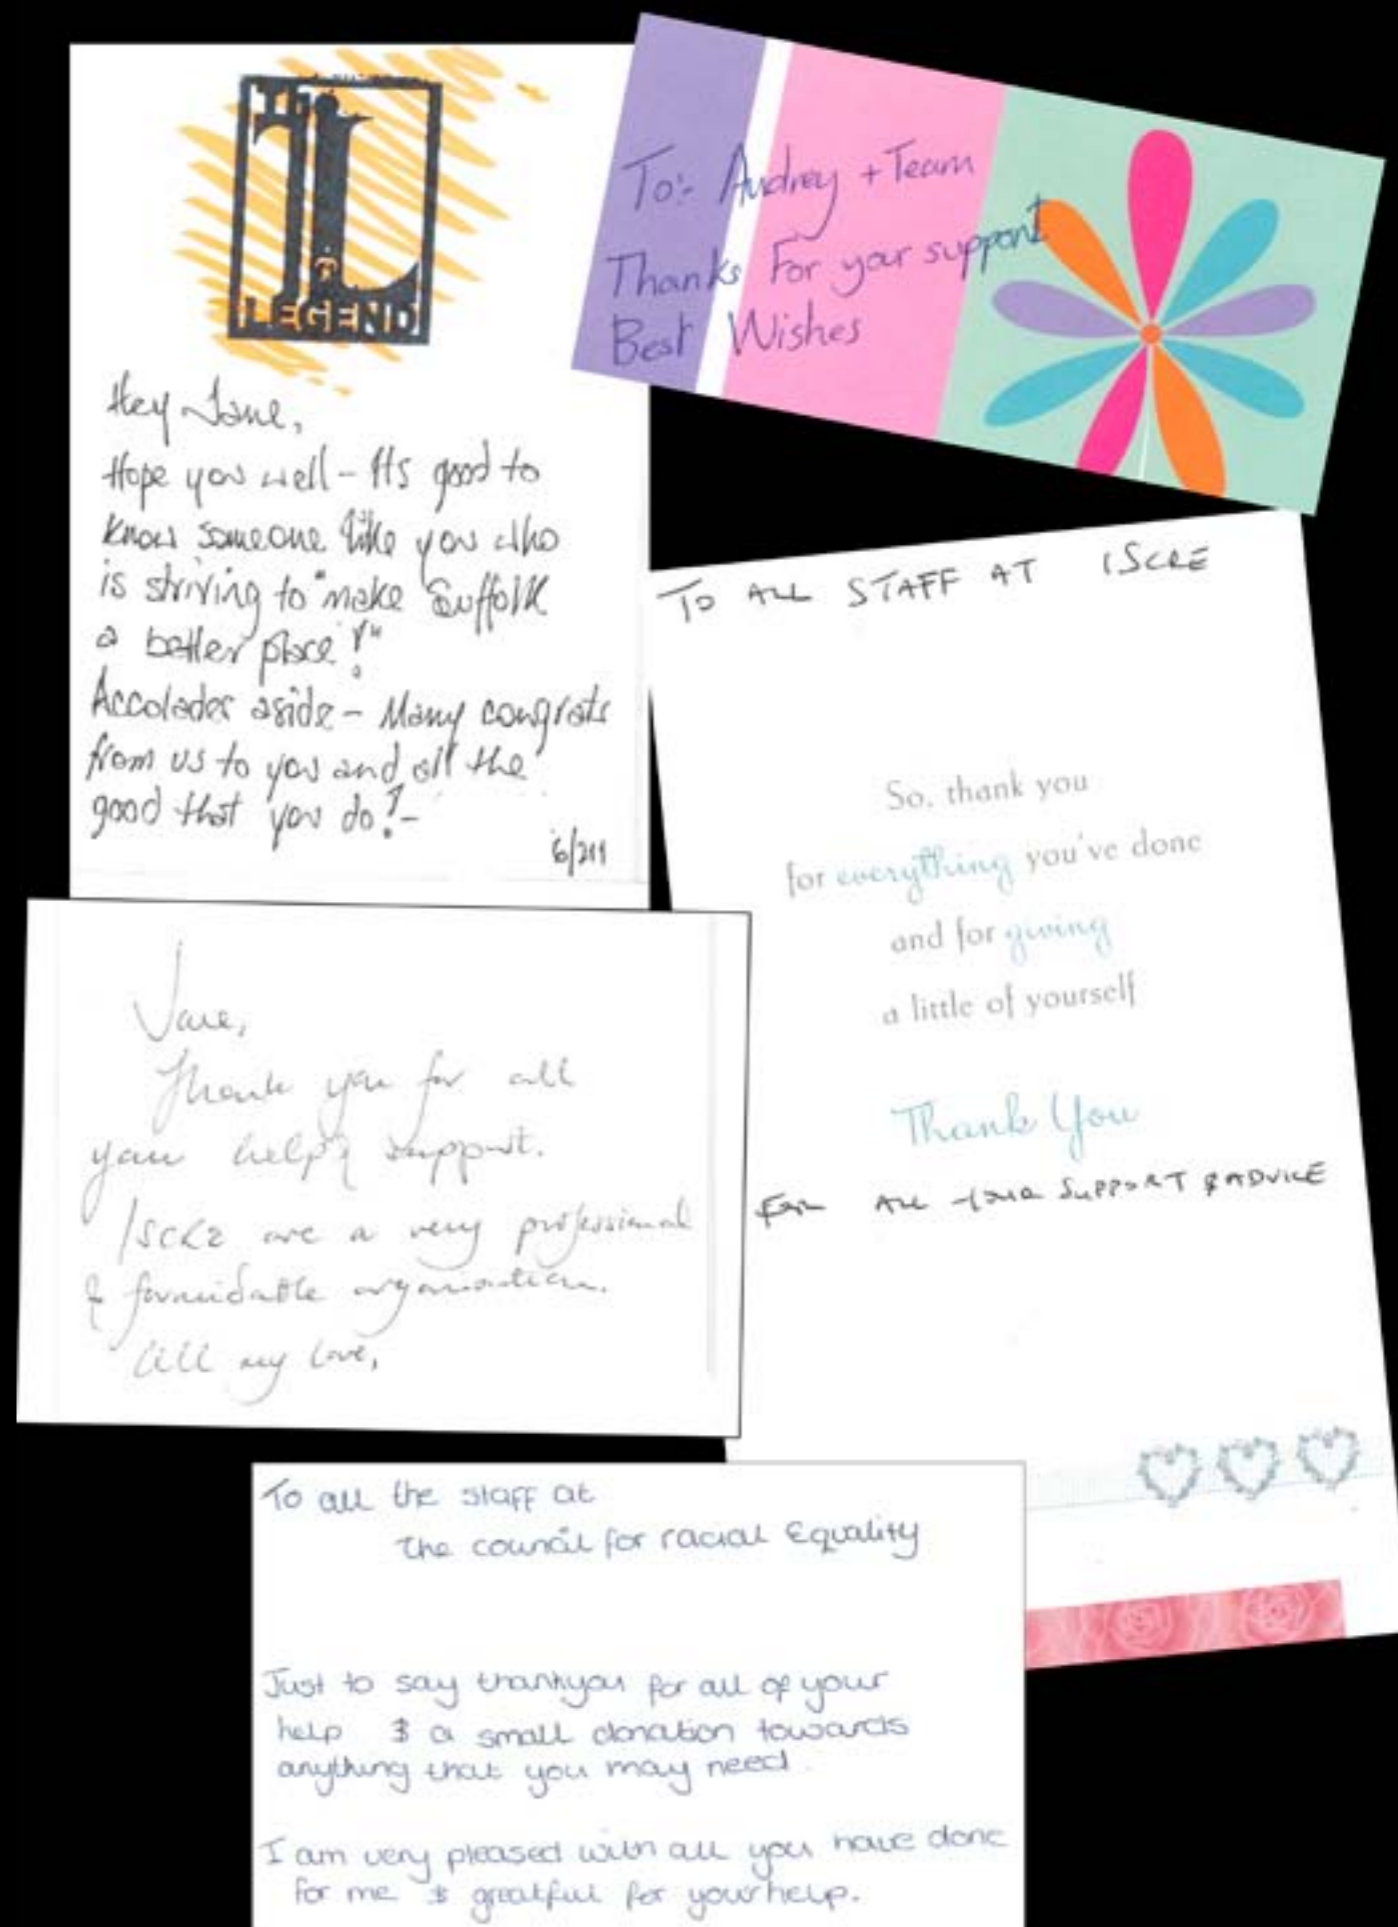 The
L
LEGEND
Hey Jane,
Hope you well - Its good to
know someone like you who
is striving to "make Suffolk
a better place!"
Accolades aside - Many congrats
from us to you and all the
good that you do! -
6/211
To:- Audrey + Team
Thanks For your support
Best Wishes
TO ALL STAFF AT ISCRE
So, thank you
for everything you've done
and for giving
a little of yourself
Thank You
FOR ALL YOUR SUPPORT & ADVICE
Jane,
Thank you for all
your help & support.
ISCRE are a very professional
& formidable organisation.
All my love,
To all the staff at
the council for racial Equality
Just to say thankyou for all of your
help & a small donation towards
anything that you may need.
I am very pleased with all you have done
for me & greatful for your help.